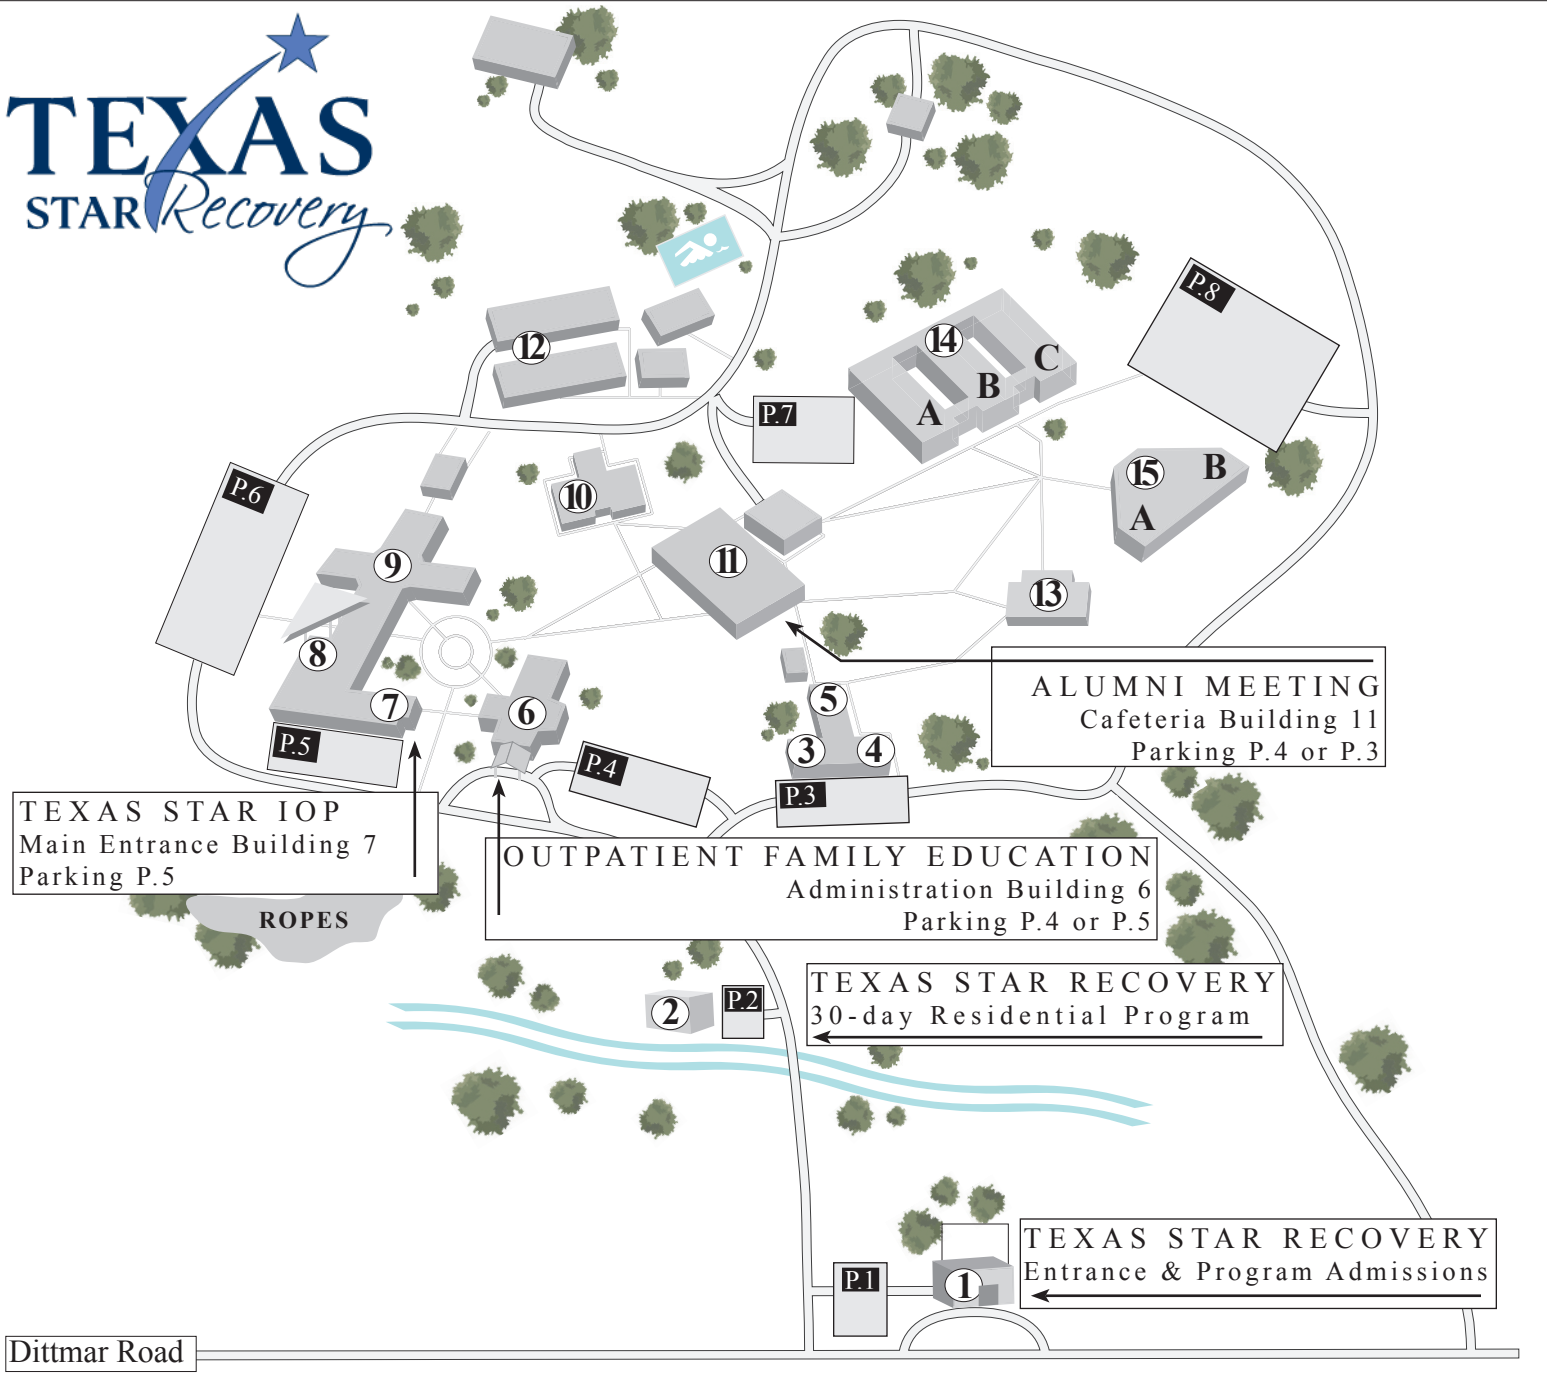 TEXAS
STAR Recovery
P.8
12
14
C
B
A
P.7
15
B
A
P.6
10
11
9
13
8
7
6
5
3
4
P.5
P.4
P.3
ALUMNI MEETING
Cafeteria Building 11
Parking P.4 or P.3
TEXAS STAR IOP
Main Entrance Building 7
Parking P.5
OUTPATIENT FAMILY EDUCATION
Administration Building 6
Parking P.4 or P.5
ROPES
2
P.2
TEXAS STAR RECOVERY
30-day Residential Program
P.1
1
TEXAS STAR RECOVERY
Entrance & Program Admissions
Dittmar Road